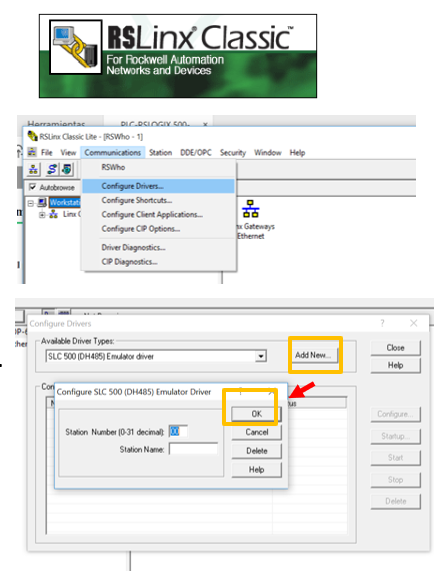 RSLinx Classic™
For Rockwell Automation
Networks and Devices
Herramientas PLC-RSLOGIX 500- ×
RSLinx Classic Lite - [RSWho - 1]
File View Communications Station DDE/OPC Security Window Help
RSWho
Autobrowse
Configure Drivers...
Workstati
Configure Shortcuts...
Linx G
Configure Client Applications...
x Gateways
Configure CIP Options...
Ethernet
Driver Diagnostics...
CIP Diagnostics...
Configure Drivers ? ×
Available Driver Types:
SLC 500 (DH485) Emulator driver Add New... Close
Help
Con
Configure SLC 500 (DH485) Emulator Driver
OK
Station Number (0-31 decimal): 00
Cancel
Station Name:
Delete
Help
Configure...
Startup...
Start
Stop
Delete